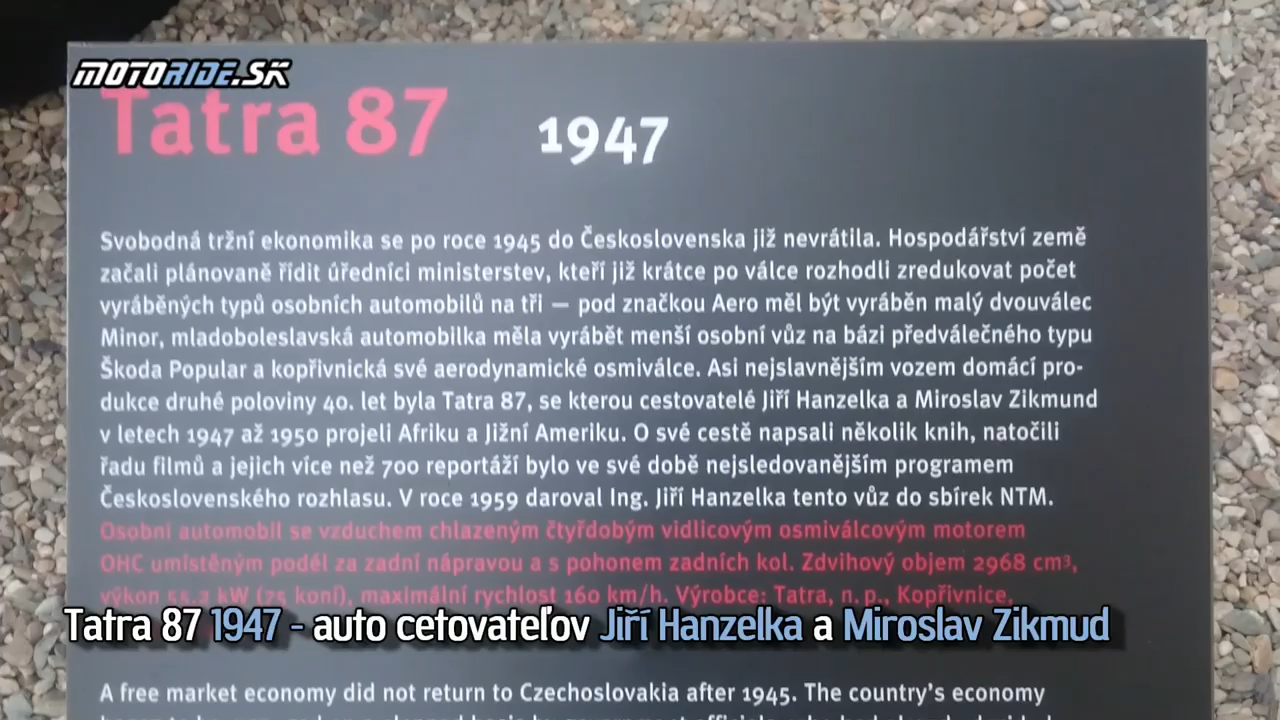 MOTORIDE.SK
Tatra 87 1947
Svobodná tržní ekonomika se po roce 1945 do Československa již nevrátila. Hospodářství země
začali plánovaně řídit úředníci ministerstev, kteří již krátce po válce rozhodli zredukovat počet
vyráběných typů osobních automobilů na tři — pod značkou Aero měl být vyráběn malý dvouválec
Minor, mladoboleslavská automobilka měla vyrábět menší osobní vůz na bázi předválečného typu
Škoda Popular a kopřivnická své aerodynamické osmiválce. Asi nejslavnějším vozem domácí pro-
dukce druhé poloviny 40. let byla Tatra 87, se kterou cestovatelé Jiří Hanzelka a Miroslav Zikmund
v letech 1947 až 1950 projeli Afriku a Jižní Ameriku. O své cestě napsali několik knih, natočili
řadu filmů a jejich více než 700 reportáží bylo ve své době nejsledovanějším programem
Československého rozhlasu. V roce 1959 daroval Ing. Jiří Hanzelka tento vůz do sbírek NTM.
Osobní automobil se vzduchem chlazeným čtyřdobým vidlicovým osmiválcovým motorem
OHC umístěným podél za zadní nápravou a s pohonem zadních kol. Zdvihový objem 2968 cm³,
výkon 55,2 kW (75 koní), maximální rychlost 160 km/h. Výrobce: Tatra, n. p., Kopřivnice,
Tatra 87 1947 - auto cetovateľov Jiří Hanzelka a Miroslav Zikmud
A free market economy did not return to Czechoslovakia after 1945. The country's economy